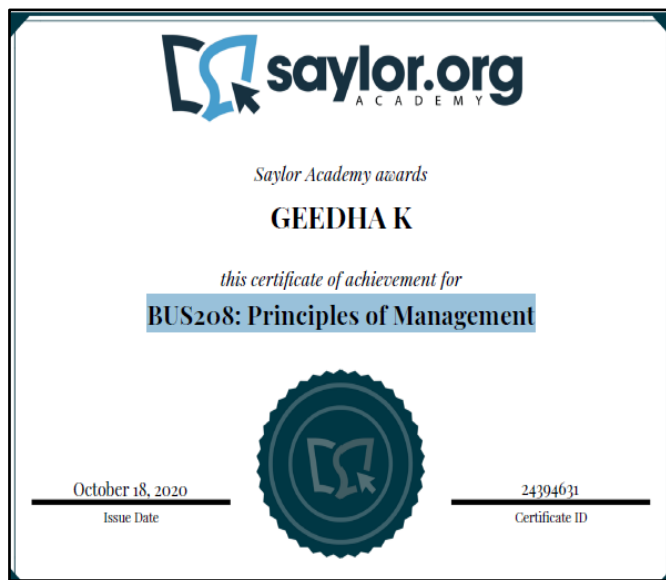 saylor.org
ACADEMY
Saylor Academy awards
GEEDHA K
this certificate of achievement for
BUS208: Principles of Management
October 18, 2020
24394631
Issue Date
Certificate ID